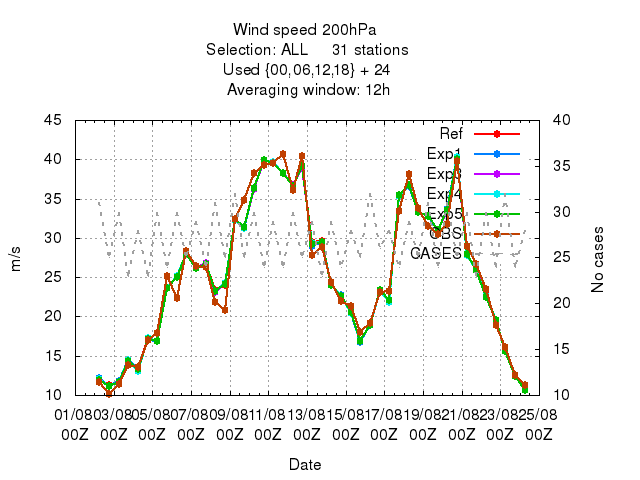 Wind speed 200hPa
Selection: ALL 31 stations
Used {00,06,12,18} + 24
Averaging window: 12h
45
40
35
30
25
20
15
10
m/s
40
35
30
25
20
15
10
No cases
Ref
Exp1
Exp3
Exp4
Exp5
OBS
CASES
01/08 03/08 05/08 07/08 09/08 11/08 13/08 15/08 17/08 19/08 21/08 23/08 25/08
00Z 00Z 00Z 00Z 00Z 00Z 00Z 00Z 00Z 00Z 00Z 00Z 00Z
Date